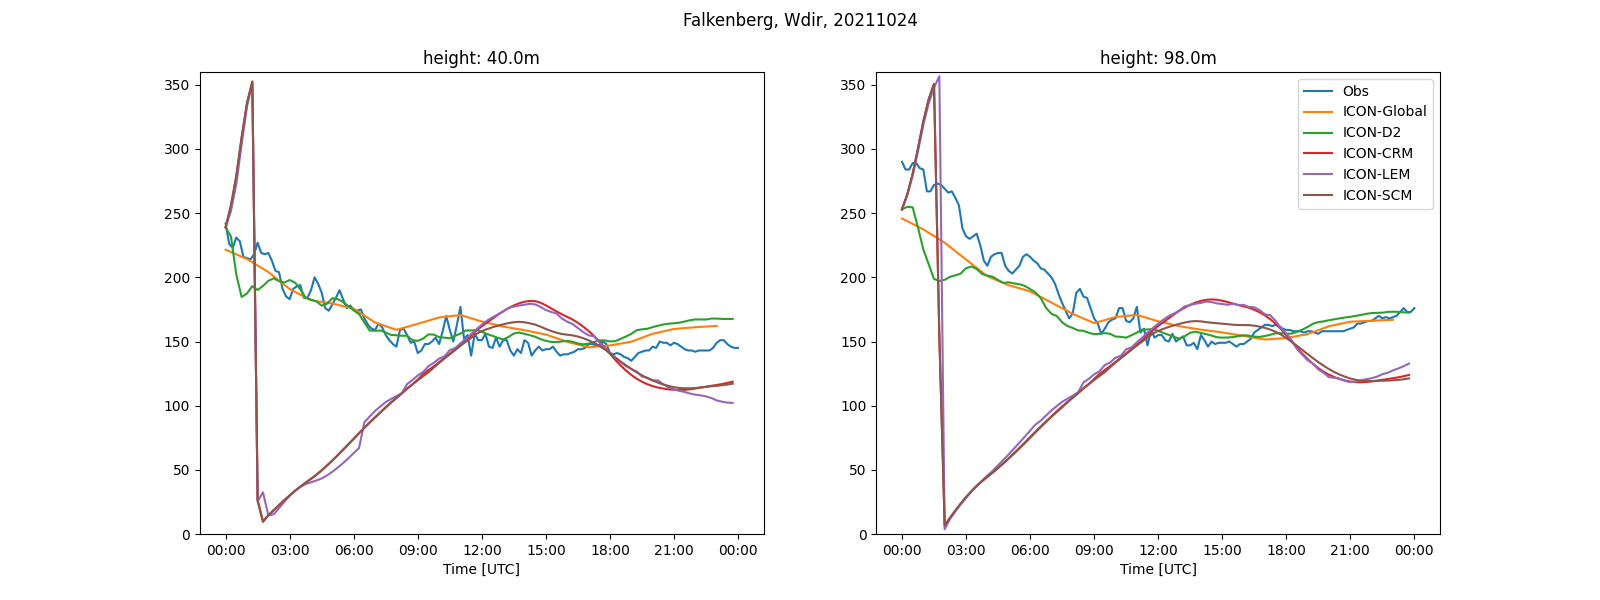 Falkenberg, Wdir, 20211024
height: 40.0m
350
300
250
200
150
100
50
0
00:00 03:00 06:00 09:00 12:00 15:00 18:00 21:00 00:00
Time [UTC]
height: 98.0m
350
300
250
200
150
100
50
0
00:00 03:00 06:00 09:00 12:00 15:00 18:00 21:00 00:00
Time [UTC]
Obs
ICON-Global
ICON-D2
ICON-CRM
ICON-LEM
ICON-SCM